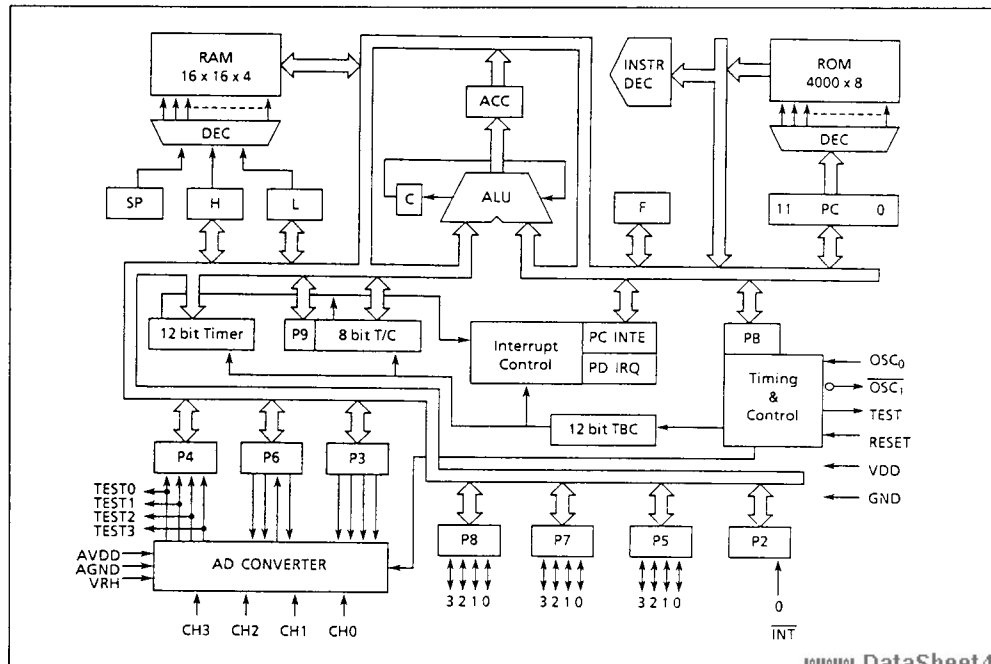 RAM
16 x 16 x 4
DEC
SP
H
L
ACC
C
ALU
INSTR
DEC
ROM
4000 x 8
DEC
F
11 PC 0
12 bit Timer
P9
8 bit T/C
Interrupt
Control
PC INTE
PD IRQ
PB
Timing
&
Control
12 bit TBC
OSC0
OSC1
TEST
RESET
VDD
GND
P4
P6
P3
TEST0
TEST1
TEST2
TEST3
AVDD
AGND
VRH
AD CONVERTER
CH3 CH2 CH1 CH0
P8
P7
P5
P2
3 2 1 0
3 2 1 0
3 2 1 0
0
INT
DataSheet4